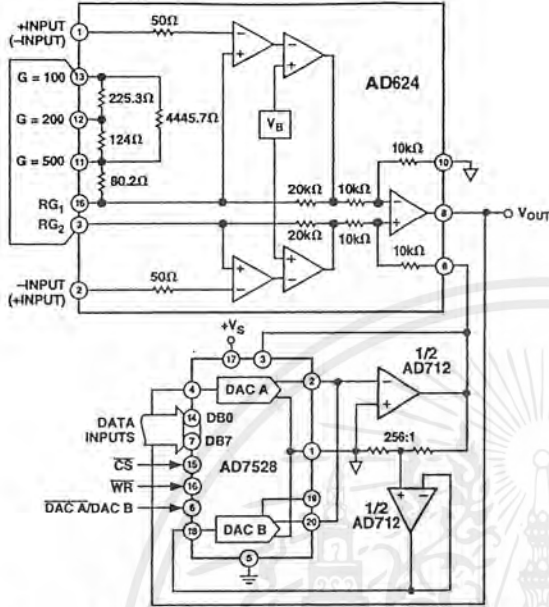 +INPUT
(–INPUT)
1
50Ω
AD624
G = 100
13
225.3Ω
4445.7Ω
G = 200
12
124Ω
VB
G = 500
11
80.2Ω
10kΩ
10
RG1
16
20kΩ
10kΩ
8
VOUT
RG2
3
20kΩ
10kΩ
10kΩ
6
–INPUT
(+INPUT)
2
50Ω
+VS
17
3
1/2
AD712
4
DAC A
2
DATA
INPUTS
14
DB0
7
DB7
1
256:1
CS
15
AD7528
WR
16
19
DAC A/DAC B
6
20
1/2
AD712
18
DAC B
5